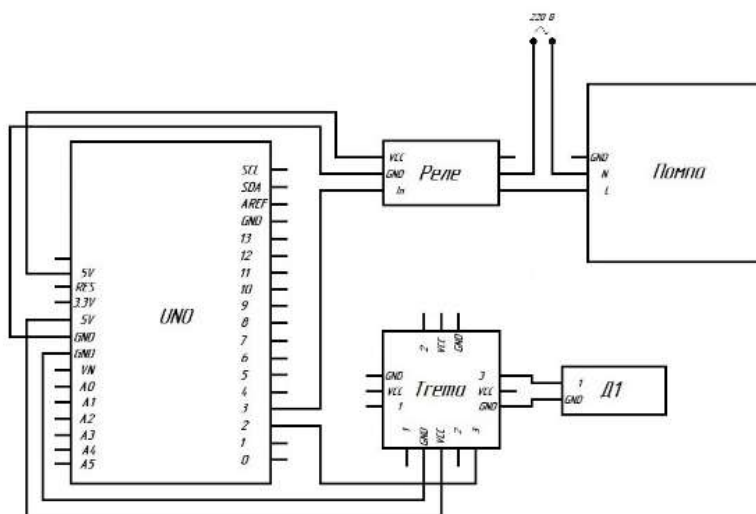 220 В
VCC
GND
In
Реле
GND
N
L
Помпа
5V
RES
3.3V
5V
GND
GND
VN
A0
A1
A2
A3
A4
A5
UNO
SCL
SDA
AREF
GND
13
12
11
10
9
8
7
6
5
4
3
2
1
0
2
VCC
GND
GND
VCC
1
Trema
3
VCC
GND
1
GND
VCC
2
3
1
GND
Д1